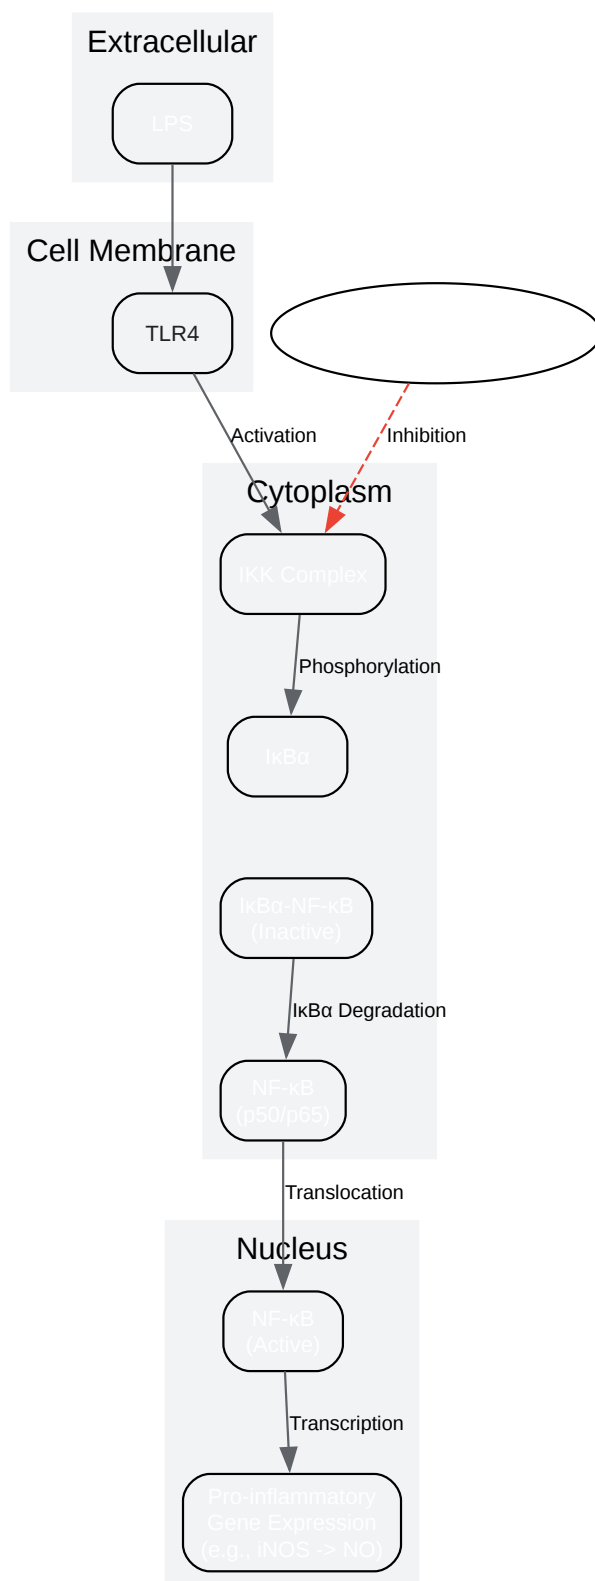 Extracellular
LPS
Cell Membrane
TLR4
Activation
Inhibition
Cytoplasm
IKK Complex
Phosphorylation
IκBα
IκBα-NF-κB
(Inactive)
IκBα Degradation
NF-κB
(p50/p65)
Translocation
Nucleus
NF-κB
(Active)
Transcription
Pro-inflammatory
Gene Expression
(e.g., iNOS -> NO)